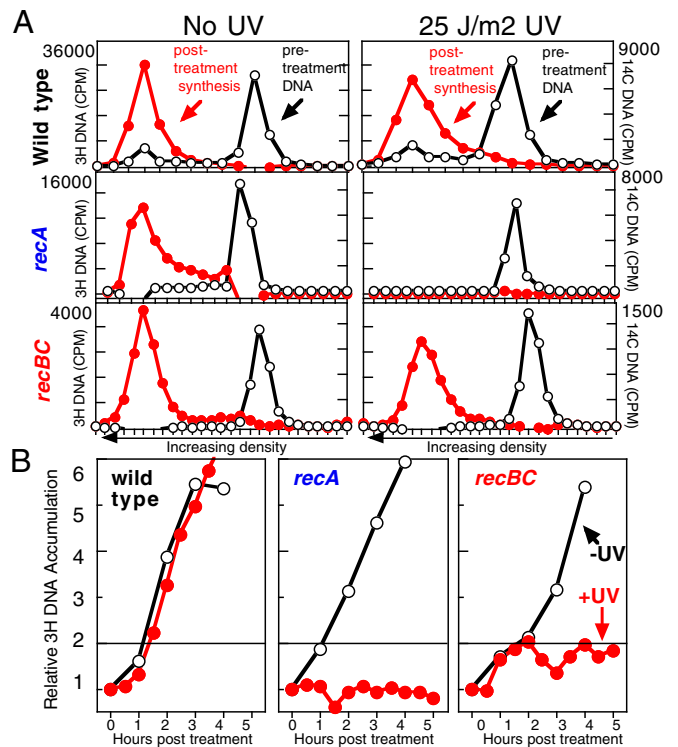 A
No UV
25 J/m2 UV
Wild type
3H DNA (CPM)
36000
post-
treatment
synthesis
pre-
treatment
DNA
post-
treatment
synthesis
pre-
treatment
DNA
9000
14C DNA (CPM)
recA
3H DNA (CPM)
16000
8000
14C DNA (CPM)
recBC
3H DNA (CPM)
4000
1500
14C DNA (CPM)
Increasing density
Increasing density
B
Relative 3H DNA Accumulation
6
5
4
3
2
1
wild
type
recA
recBC
-UV
+UV
0 1 2 3 4 5
0 1 2 3 4 5
0 1 2 3 4 5
Hours post treatment
Hours post treatment
Hours post treatment